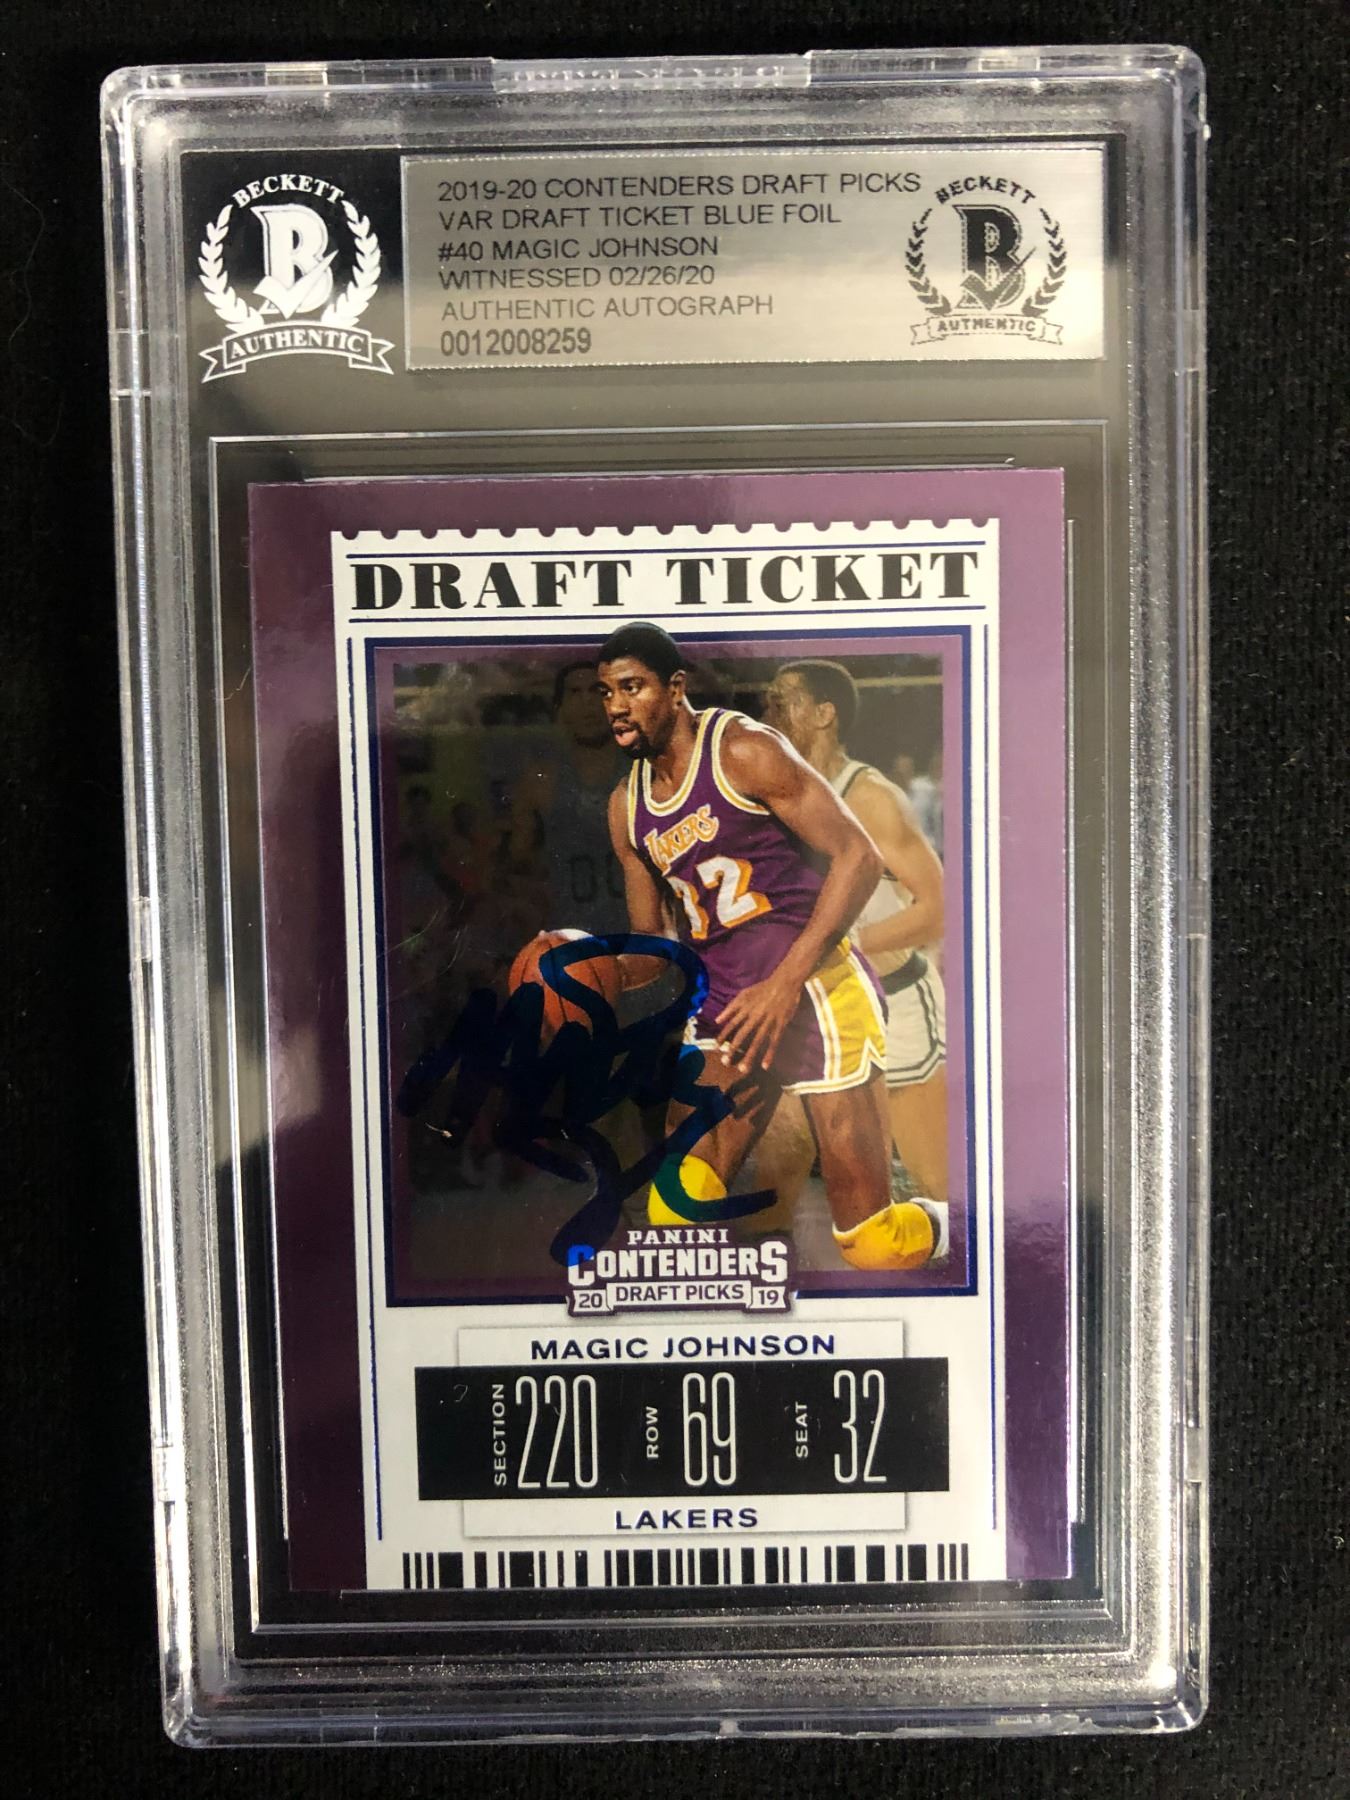 BECKETT
B
AUTHENTIC
2019-20 CONTENDERS DRAFT PICKS
VAR DRAFT TICKET BLUE FOIL
#40 MAGIC JOHNSON
WITNESSED 02/26/20
AUTHENTIC AUTOGRAPH
0012008259
BECKETT
B
AUTHENTIC
DRAFT TICKET
LAKERS
32
PANINI
CONTENDERS
20 DRAFT PICKS 19
MAGIC JOHNSON
SECTION 220 ROW 69 SEAT 32
LAKERS